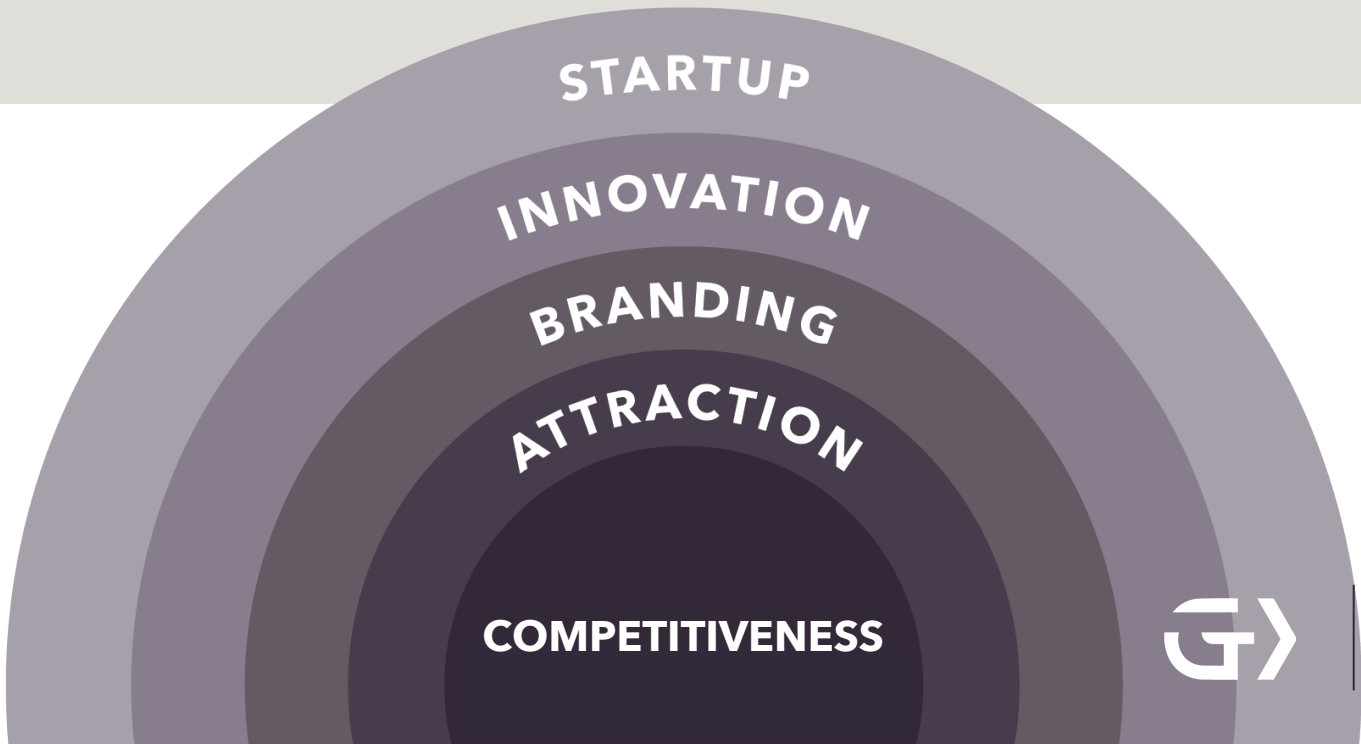 STARTUP
INNOVATION
BRANDING
ATTRACTION
COMPETITIVENESS
G